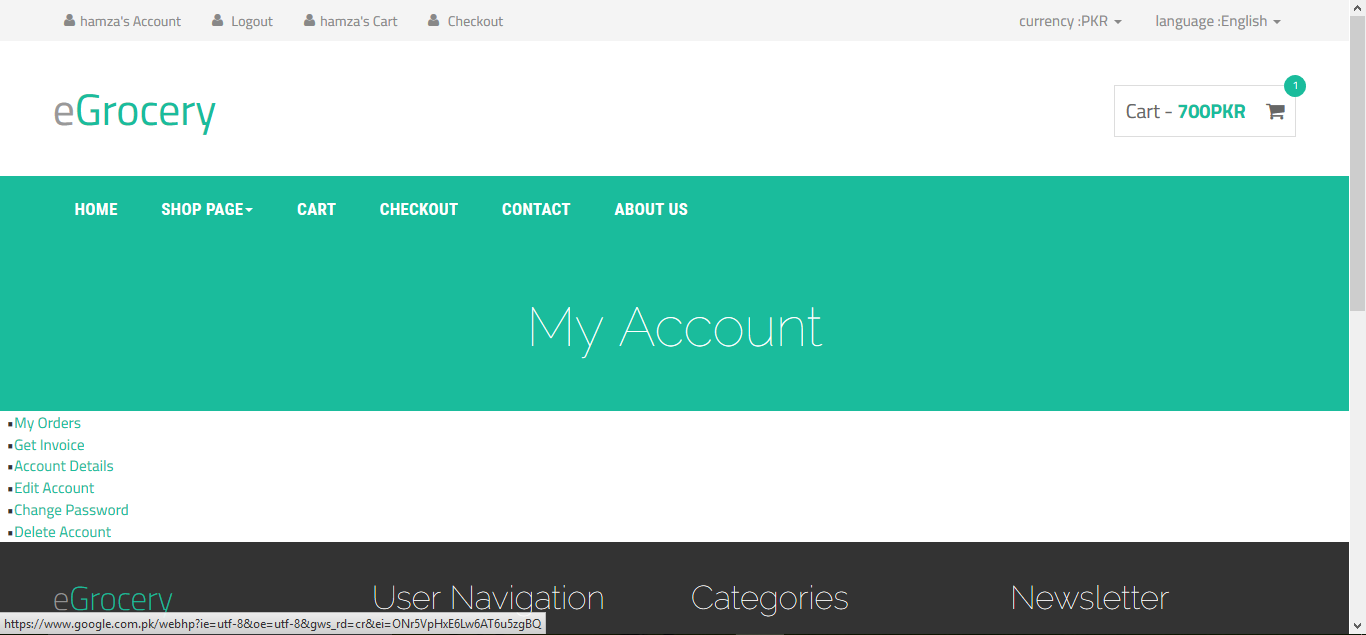 hamza's Account Logout hamza's Cart Checkout currency :PKR language :English
eGrocery
1
Cart - 700PKR
HOME SHOP PAGE CART CHECKOUT CONTACT ABOUT US
My Account
My Orders
Get Invoice
Account Details
Edit Account
Change Password
Delete Account
eGrocery User Navigation Categories Newsletter
https://www.google.com.pk/webhp?ie=utf-8&oe=utf-8&gws_rd=cr&ei=ONr5VpHxE6Lw6AT6u5zgBQ